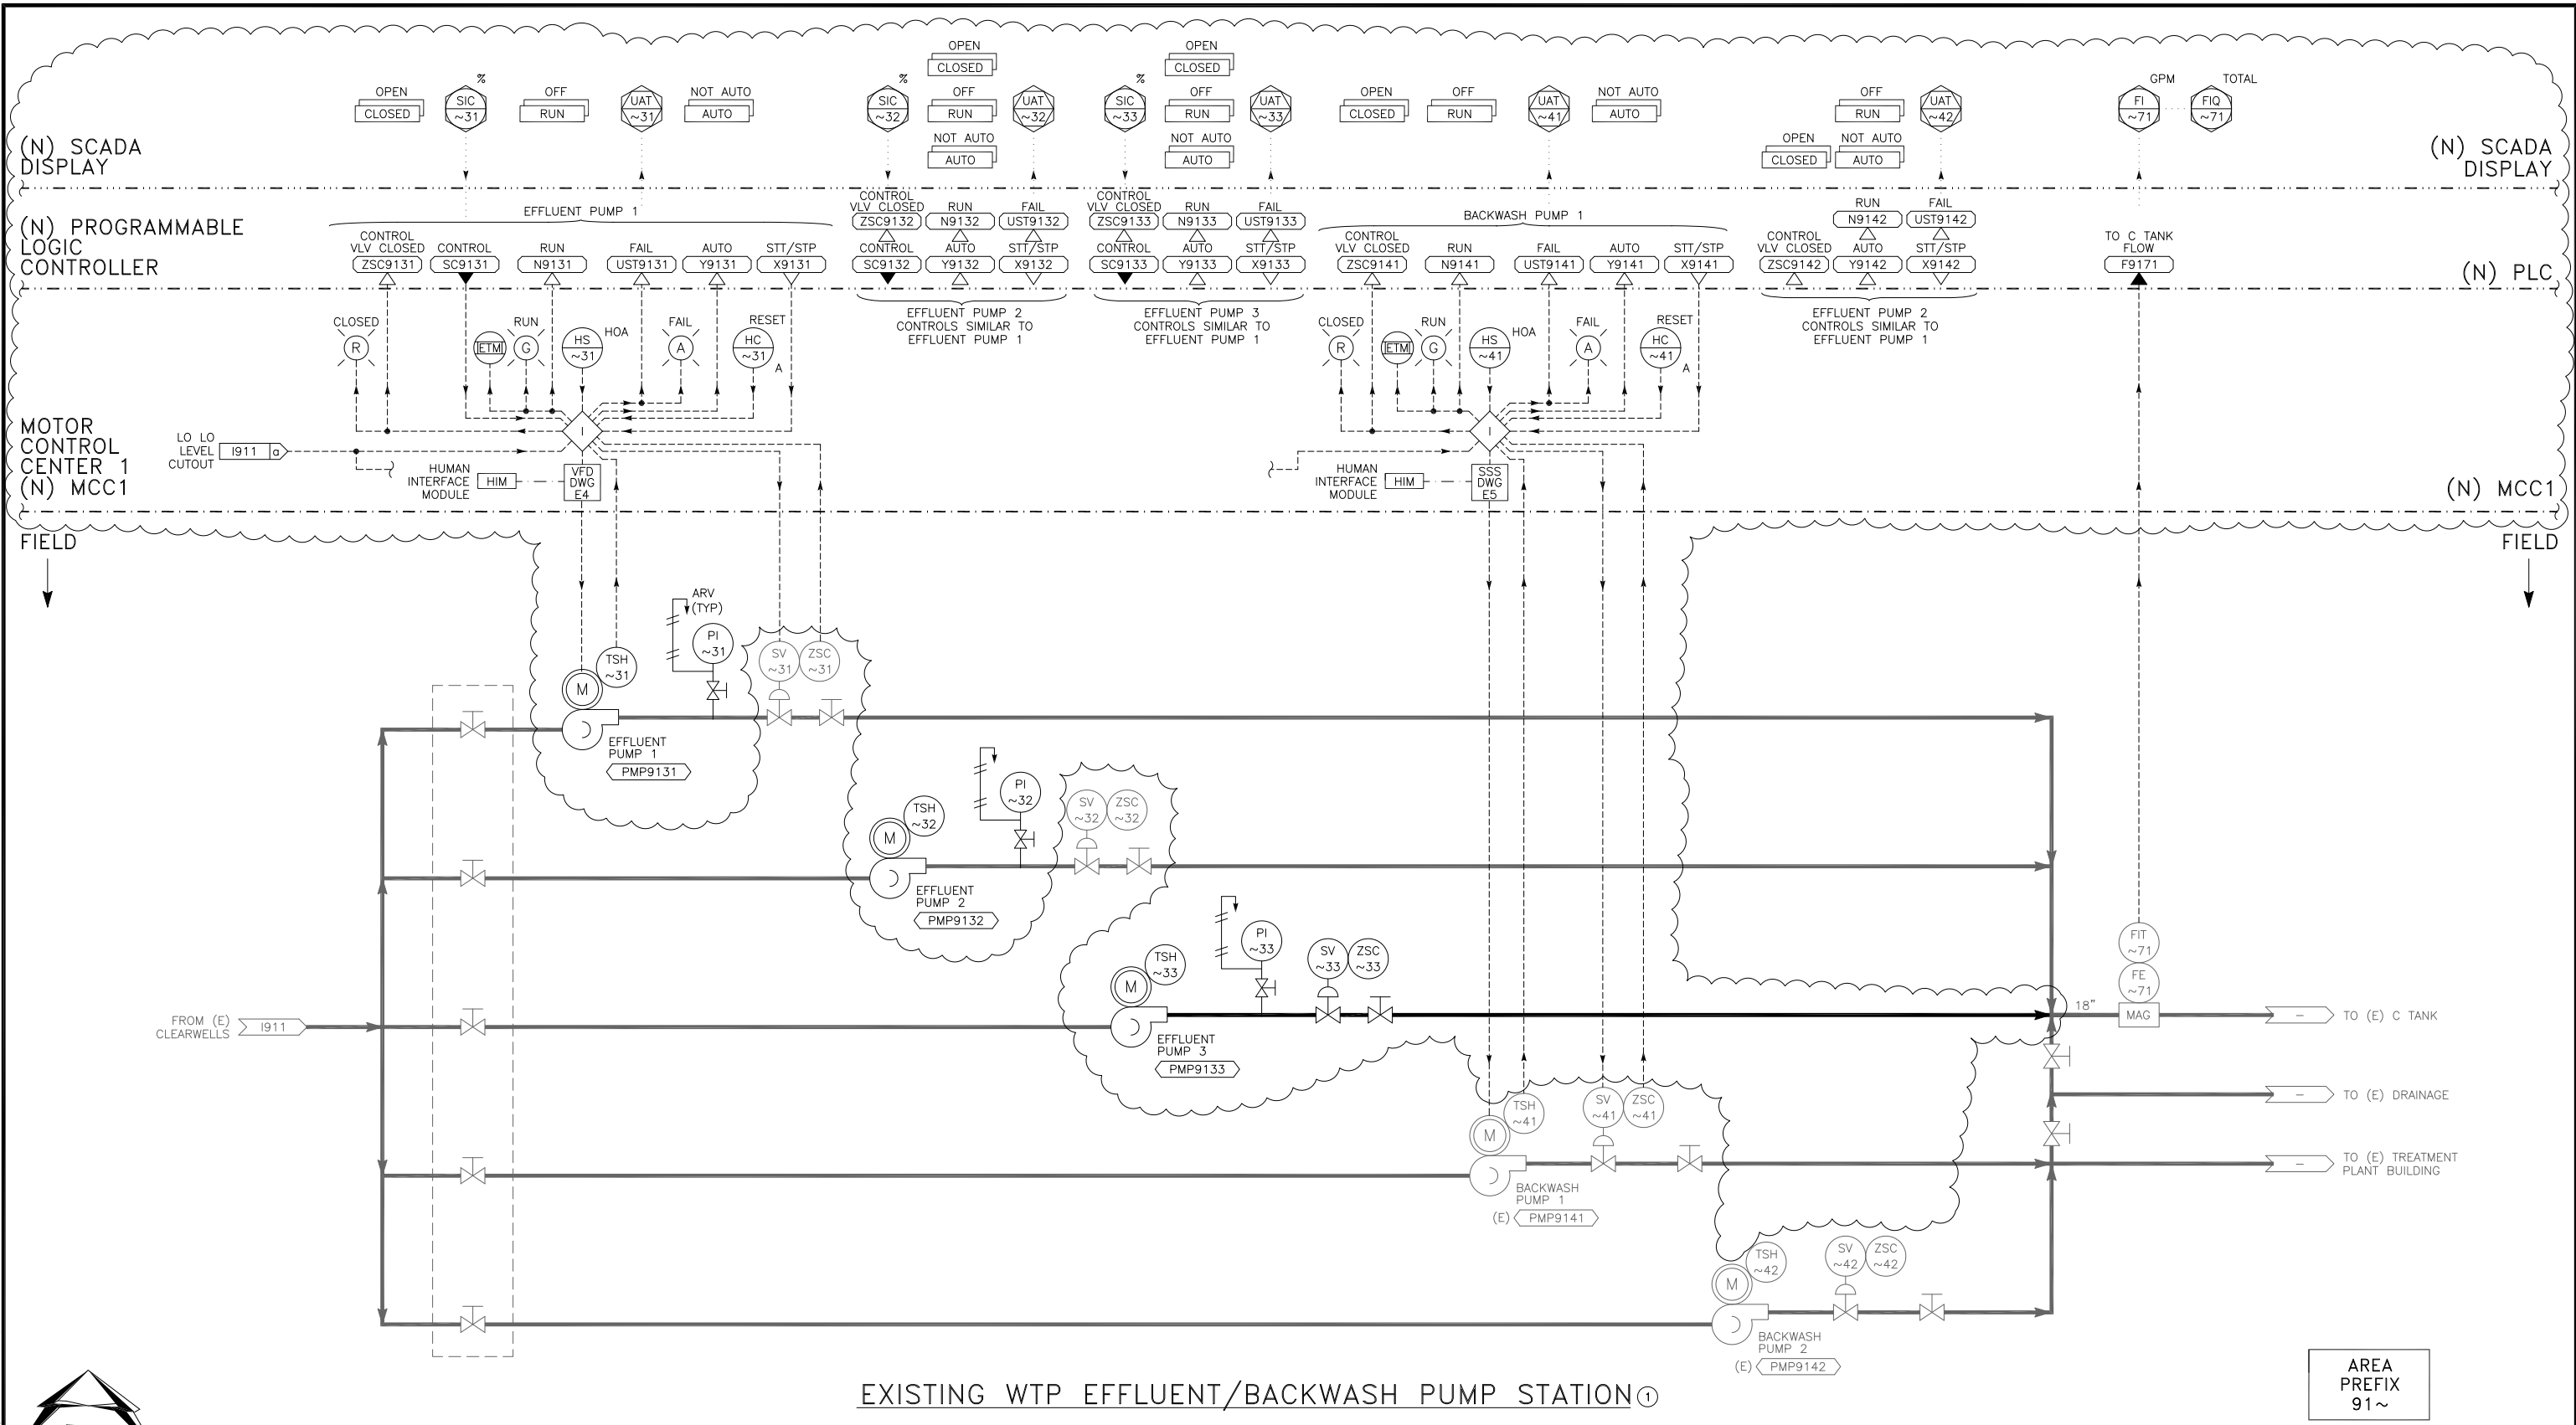 OPEN
CLOSED
%
SIC
~31
OFF
RUN
UAT
~31
NOT AUTO
AUTO
%
SIC
~32
OPEN
CLOSED
OFF
RUN
NOT AUTO
AUTO
UAT
~32
%
SIC
~33
OPEN
CLOSED
OFF
RUN
NOT AUTO
AUTO
UAT
~33
OPEN
CLOSED
OFF
RUN
UAT
~41
NOT AUTO
AUTO
OPEN
CLOSED
OFF
RUN
NOT AUTO
AUTO
UAT
~42
GPM
FI
~71
TOTAL
FIQ
~71
(N) SCADA
DISPLAY
(N) SCADA
DISPLAY
(N) PROGRAMMABLE
LOGIC
CONTROLLER
EFFLUENT PUMP 1
CONTROL
VLV CLOSED
ZSC9131
CONTROL
SC9131
RUN
N9131
FAIL
UST9131
AUTO
Y9131
STT/STP
X9131
CONTROL
VLV CLOSED
ZSC9132
RUN
N9132
FAIL
UST9132
CONTROL
SC9132
AUTO
Y9132
STT/STP
X9132
CONTROL
VLV CLOSED
ZSC9133
RUN
N9133
FAIL
UST9133
CONTROL
SC9133
AUTO
Y9133
STT/STP
X9133
BACKWASH PUMP 1
CONTROL
VLV CLOSED
ZSC9141
RUN
N9141
FAIL
UST9141
AUTO
Y9141
STT/STP
X9141
RUN
N9142
FAIL
UST9142
CONTROL
VLV CLOSED
ZSC9142
AUTO
Y9142
STT/STP
X9142
TO C TANK
FLOW
F9171
(N) PLC
EFFLUENT PUMP 2
CONTROLS SIMILAR TO
EFFLUENT PUMP 1
EFFLUENT PUMP 3
CONTROLS SIMILAR TO
EFFLUENT PUMP 1
EFFLUENT PUMP 2
CONTROLS SIMILAR TO
EFFLUENT PUMP 1
CLOSED
R
ETM
RUN
G
HS
~31
HOA
FAIL
A
RESET
HC
~31
A
CLOSED
R
ETM
RUN
G
HS
~41
HOA
FAIL
A
RESET
HC
~41
A
MOTOR
CONTROL
CENTER 1
(N) MCC1
LO LO
LEVEL
CUTOUT
I911
a
I
HUMAN
INTERFACE
MODULE
HIM
VFD
DWG
E4
I
HUMAN
INTERFACE
MODULE
HIM
SSS
DWG
E5
(N) MCC1
FIELD
FIELD
ARV
(TYP)
PI
~31
TSH
~31
M
SV
~31
ZSC
~31
EFFLUENT
PUMP 1
PMP9131
PI
~32
TSH
~32
M
SV
~32
ZSC
~32
EFFLUENT
PUMP 2
PMP9132
PI
~33
TSH
~33
M
SV
~33
ZSC
~33
EFFLUENT
PUMP 3
PMP9133
FROM (E)
CLEARWELLS
I911
FIT
~71
FE
~71
18"
MAG
–
TO (E) C TANK
–
TO (E) DRAINAGE
TSH
~41
M
SV
~41
ZSC
~41
BACKWASH
PUMP 1
(E)
PMP9141
–
TO (E) TREATMENT
PLANT BUILDING
TSH
~42
M
SV
~42
ZSC
~42
BACKWASH
PUMP 2
(E)
PMP9142
EXISTING WTP EFFLUENT/BACKWASH PUMP STATION 1
AREA
PREFIX
91~